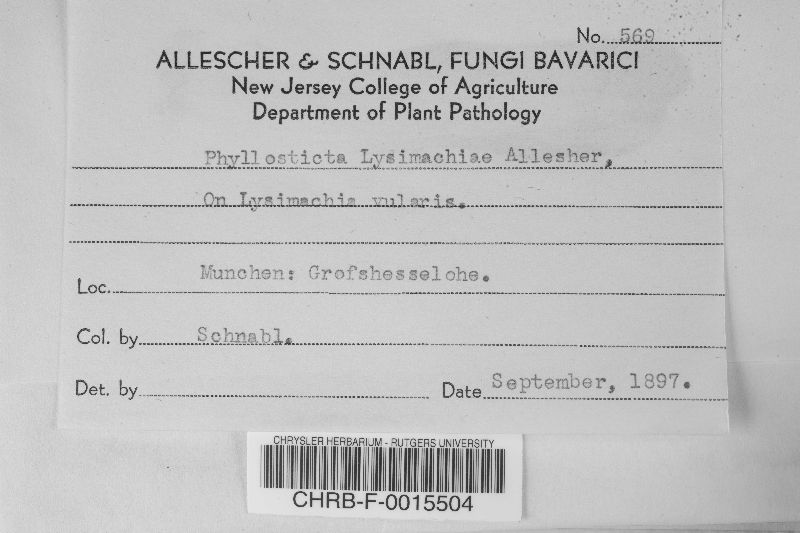 No. 569
ALLESCHER & SCHNABL, FUNGI BAVARICI
New Jersey College of Agriculture
Department of Plant Pathology
Phyllosticta Lysimachiae Allesher,
On Lysimachia vularis.
Loc. Munchen: Grofshesselohe.
Col. by Schnabl.
Det. by
Date September, 1897.
CHRYSLER HERBARIUM - RUTGERS UNIVERSITY
CHRB-F-0015504